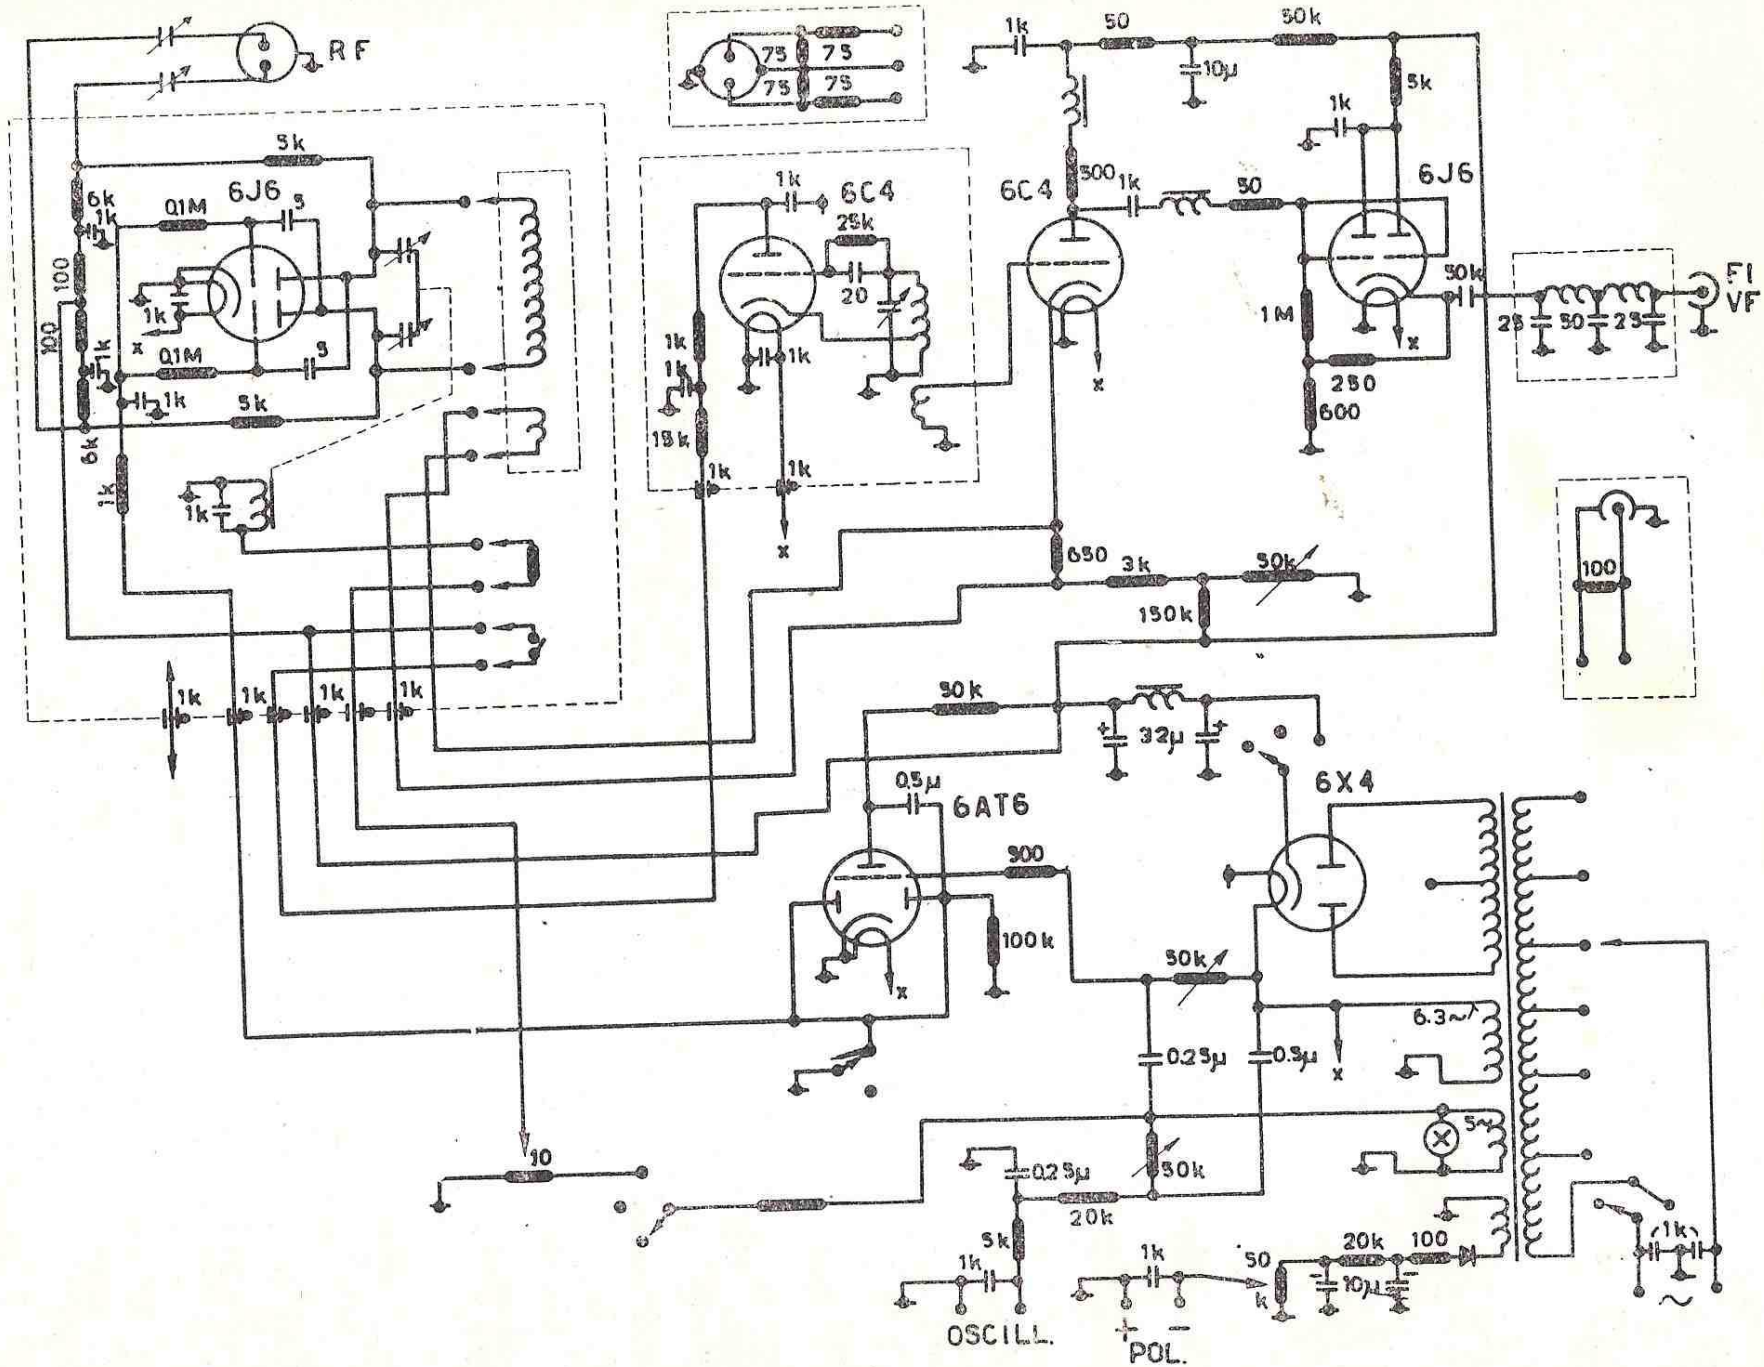 RF
75
75
75
75
1k
50
50k
10µ
5k
1k
5k
6k
1k
0.1M
6J6
5
100
1k
x
100
1k
0.1M
5
1k
5k
6k
1k
1k
1k
6C4
25k
20
1k
1k
1k
15k
1k
1k
x
6C4
500
1k
50
6J6
1M
50k
x
x
250
600
25
50
25
FI
VF
650
3k
50k
150k
100
1k
1k
1k
1k
50k
32µ
+
+
0.5µ
6AT6
6X4
500
100k
x
50k
6.3~
0.25µ
0.5µ
x
5~
10
0.25µ
50k
20k
5k
1k
1k
50
k
20k
100
10µ
(1k)
~
OSCILL.
+ -
POL.